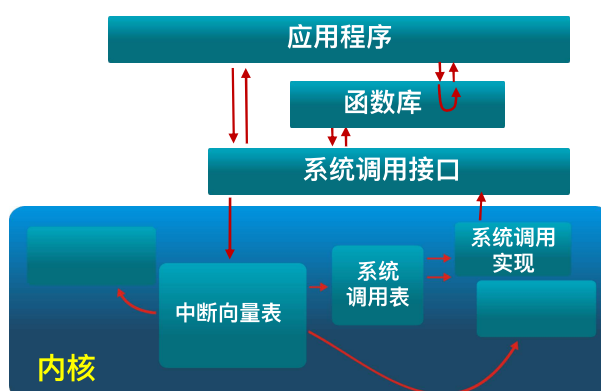 应用程序
函数库
系统调用接口
系统调用
实现
系统
调用表
中断向量表
内核